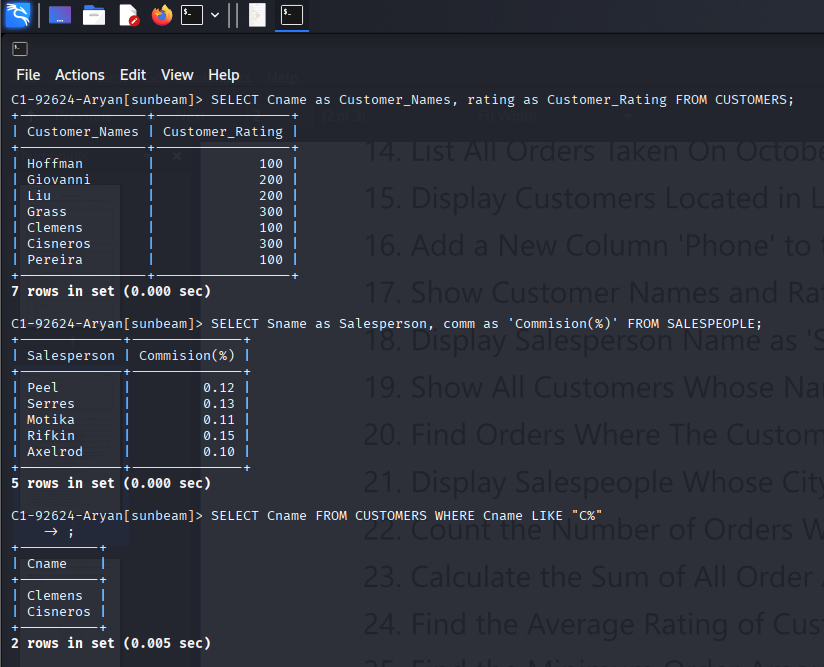 File Actions Edit View Help
C1-92624-Aryan[sunbeam]> SELECT Cname as Customer_Names, rating as Customer_Rating FROM CUSTOMERS;
| Customer_Names | Customer_Rating |
| Hoffman | 100 |
| Giovanni | 200 |
| Liu | 200 |
| Grass | 300 |
| Clemens | 100 |
| Cisneros | 300 |
| Pereira | 100 |
7 rows in set (0.000 sec)
C1-92624-Aryan[sunbeam]> SELECT Sname as Salesperson, comm as 'Commision(%)' FROM SALESPEOPLE;
| Salesperson | Commision(%) |
| Peel | 0.12 |
| Serres | 0.13 |
| Motika | 0.11 |
| Rifkin | 0.15 |
| Axelrod | 0.10 |
5 rows in set (0.000 sec)
C1-92624-Aryan[sunbeam]> SELECT Cname FROM CUSTOMERS WHERE Cname LIKE "C%"
→ ;
| Cname |
| Clemens |
| Cisneros |
2 rows in set (0.005 sec)
14. List All Orders Taken On Octobe
15. Display Customers Located in L
16. Add a New Column 'Phone' to
17. Show Customer Names and Rat
18. Display Salesperson Name as 'S
19. Show All Customers Whose Na
20. Find Orders Where The Custom
21. Display Salespeople Whose City
22. Count the Number of Orders W
23. Calculate the Sum of All Order
24. Find the Average Rating of Cus